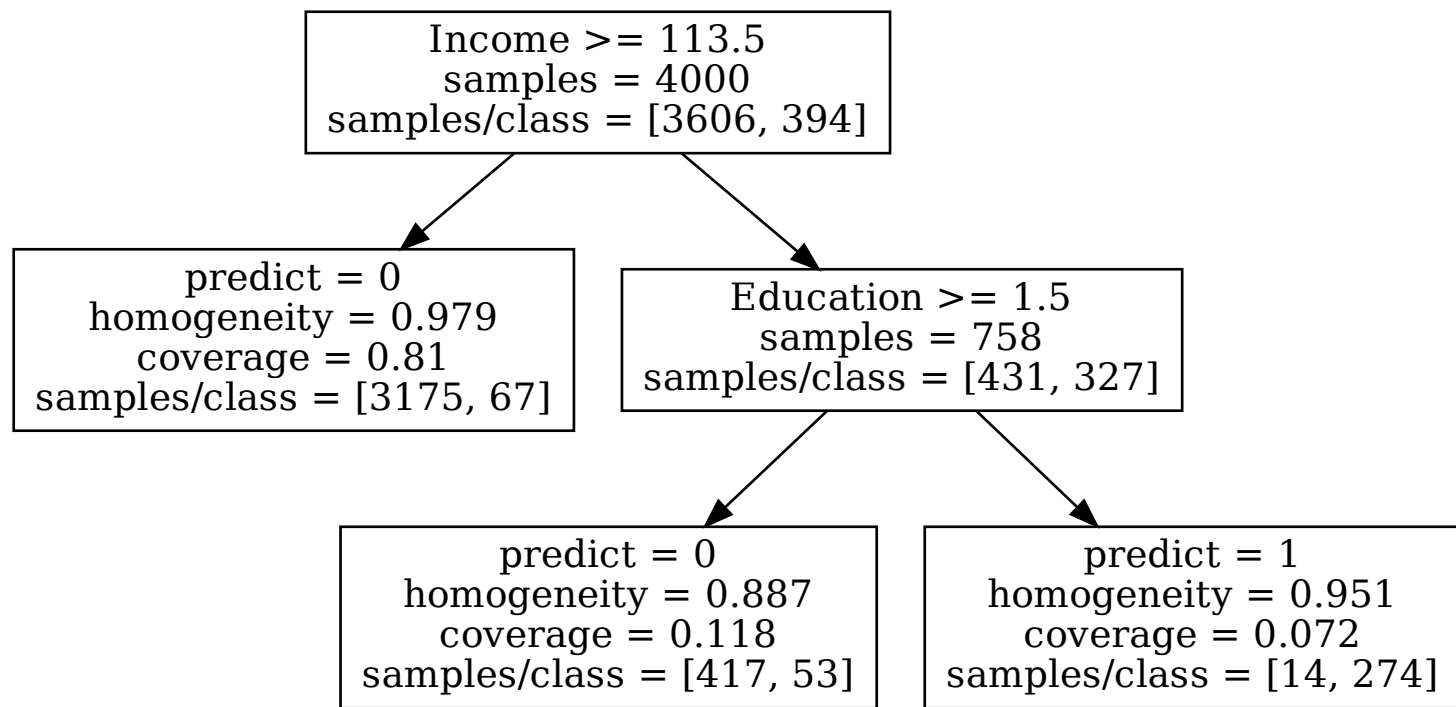 Income >= 113.5
samples = 4000
samples/class = [3606, 394]
predict = 0
homogeneity = 0.979
coverage = 0.81
samples/class = [3175, 67]
Education >= 1.5
samples = 758
samples/class = [431, 327]
predict = 0
homogeneity = 0.887
coverage = 0.118
samples/class = [417, 53]
predict = 1
homogeneity = 0.951
coverage = 0.072
samples/class = [14, 274]